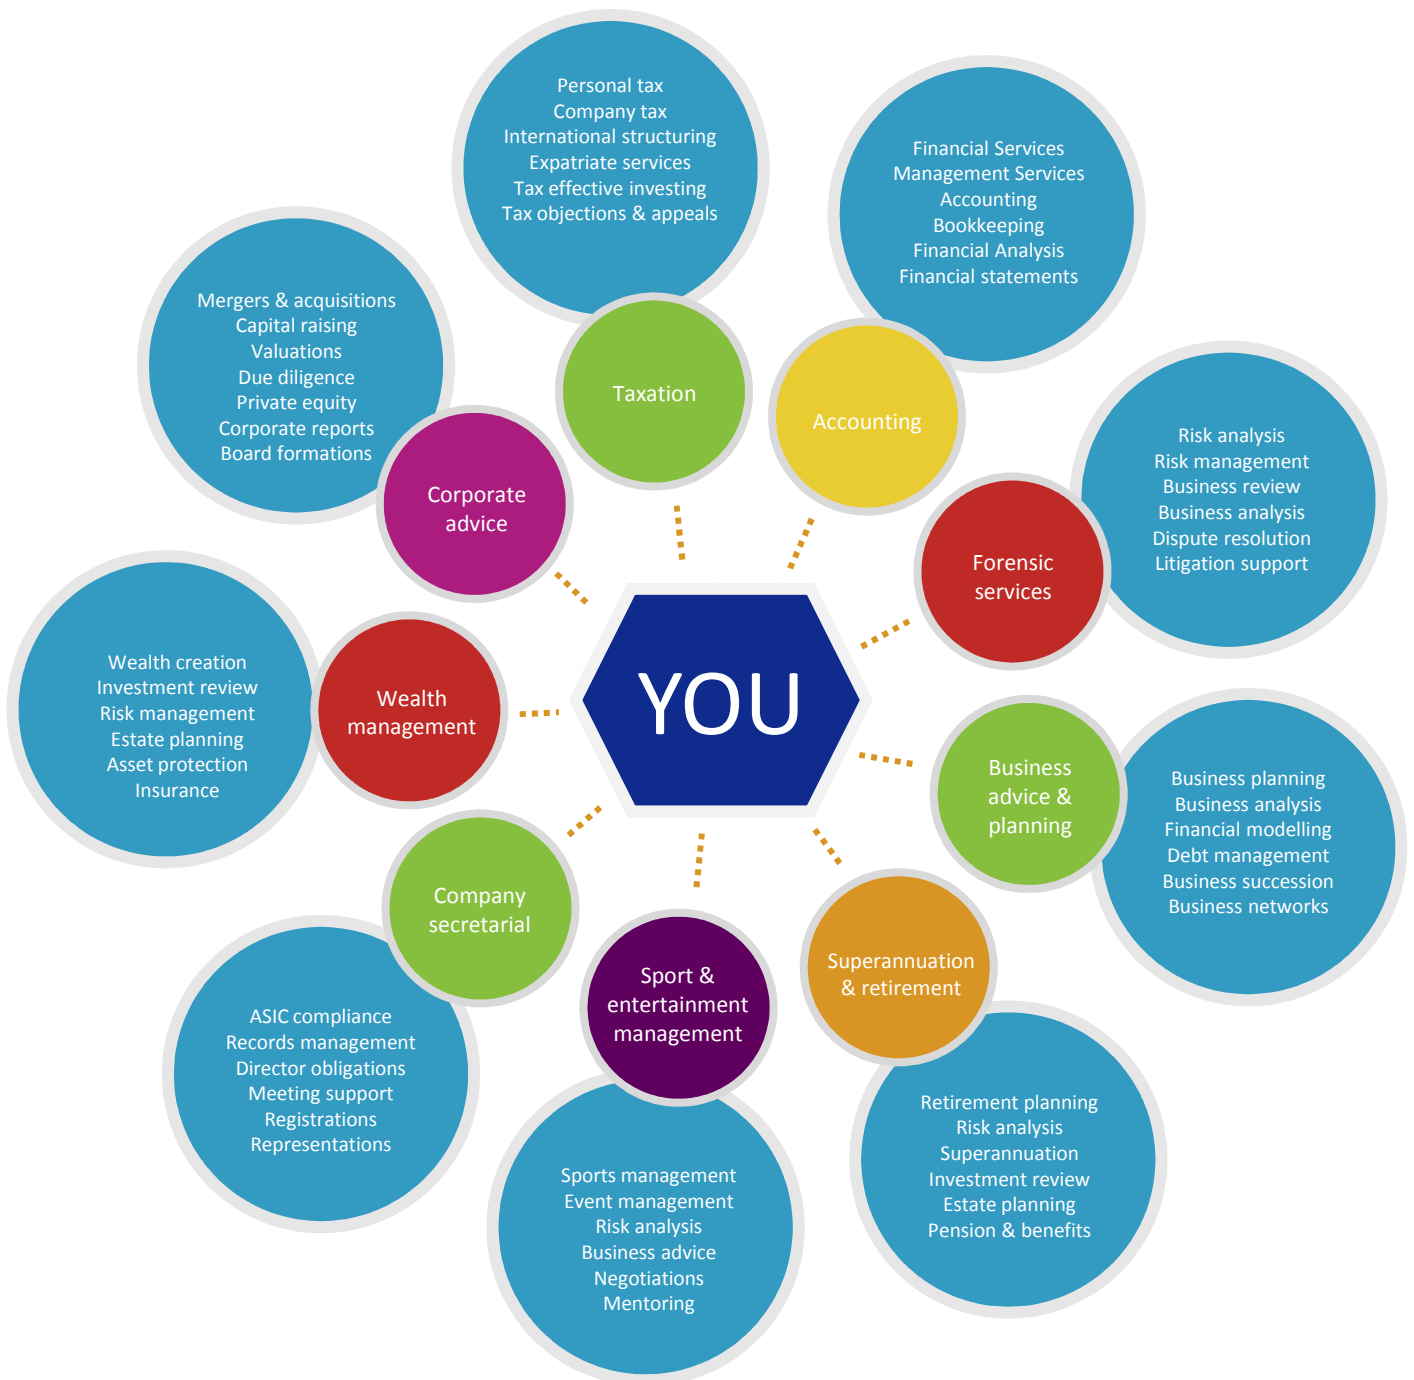 Personal tax
Company tax
International structuring
Expatriate services
Tax effective investing
Tax objections & appeals
Taxation
Financial Services
Management Services
Accounting
Bookkeeping
Financial Analysis
Financial statements
Accounting
Risk analysis
Risk management
Business review
Business analysis
Dispute resolution
Litigation support
Forensic
services
Business planning
Business analysis
Financial modelling
Debt management
Business succession
Business networks
Business
advice &
planning
Retirement planning
Risk analysis
Superannuation
Investment review
Estate planning
Pension & benefits
Superannuation
& retirement
Sports management
Event management
Risk analysis
Business advice
Negotiations
Mentoring
Sport &
entertainment
management
ASIC compliance
Records management
Director obligations
Meeting support
Registrations
Representations
Company
secretarial
Wealth creation
Investment review
Risk management
Estate planning
Asset protection
Insurance
Wealth
management
Mergers & acquisitions
Capital raising
Valuations
Due diligence
Private equity
Corporate reports
Board formations
Corporate
advice
YOU